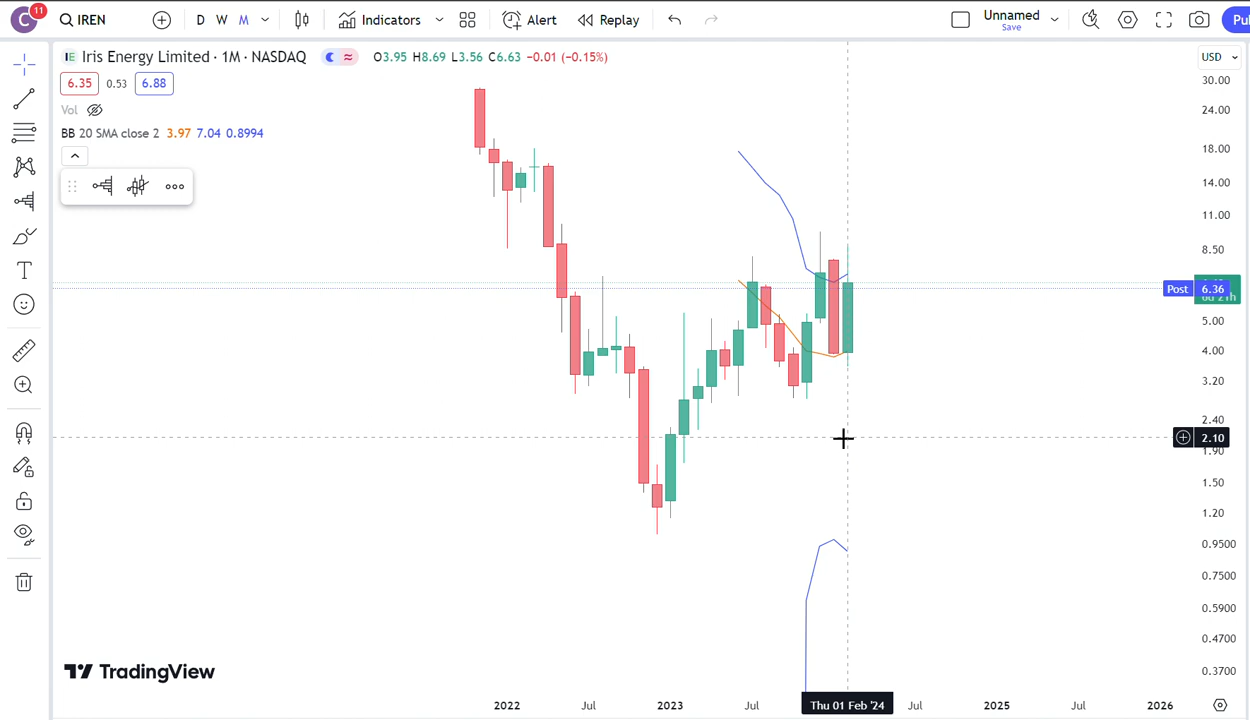 C 11 IREN D W M Indicators Alert Replay Unnamed Save
IE Iris Energy Limited · 1M · NASDAQ ≈ O3.95 H8.69 L3.56 C6.63 −0.01 (−0.15%) USD
6.35 0.53 6.88
Vol
BB 20 SMA close 2 3.97 7.04 0.8994
30.00
24.00
18.00
14.00
11.00
8.50
Post 6.36
5.00
4.00
3.20
2.40
2.10
1.90
1.50
1.20
0.9500
0.7500
0.5900
0.4700
0.3700
TradingView
2022 Jul 2023 Jul Thu 01 Feb '24 Jul 2025 Jul 2026